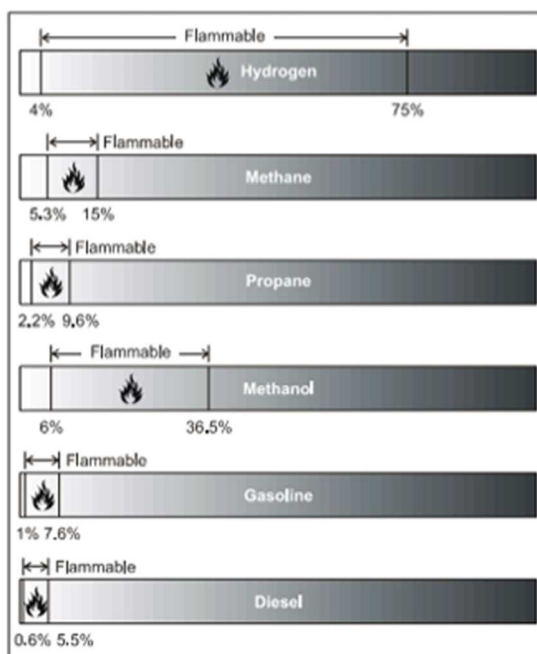 Flammable
Hydrogen
4% 75%
Flammable
Methane
5.3% 15%
Flammable
Propane
2.2% 9.6%
Flammable
Methanol
6% 36.5%
Flammable
Gasoline
1% 7.6%
Flammable
Diesel
0.6% 5.5%